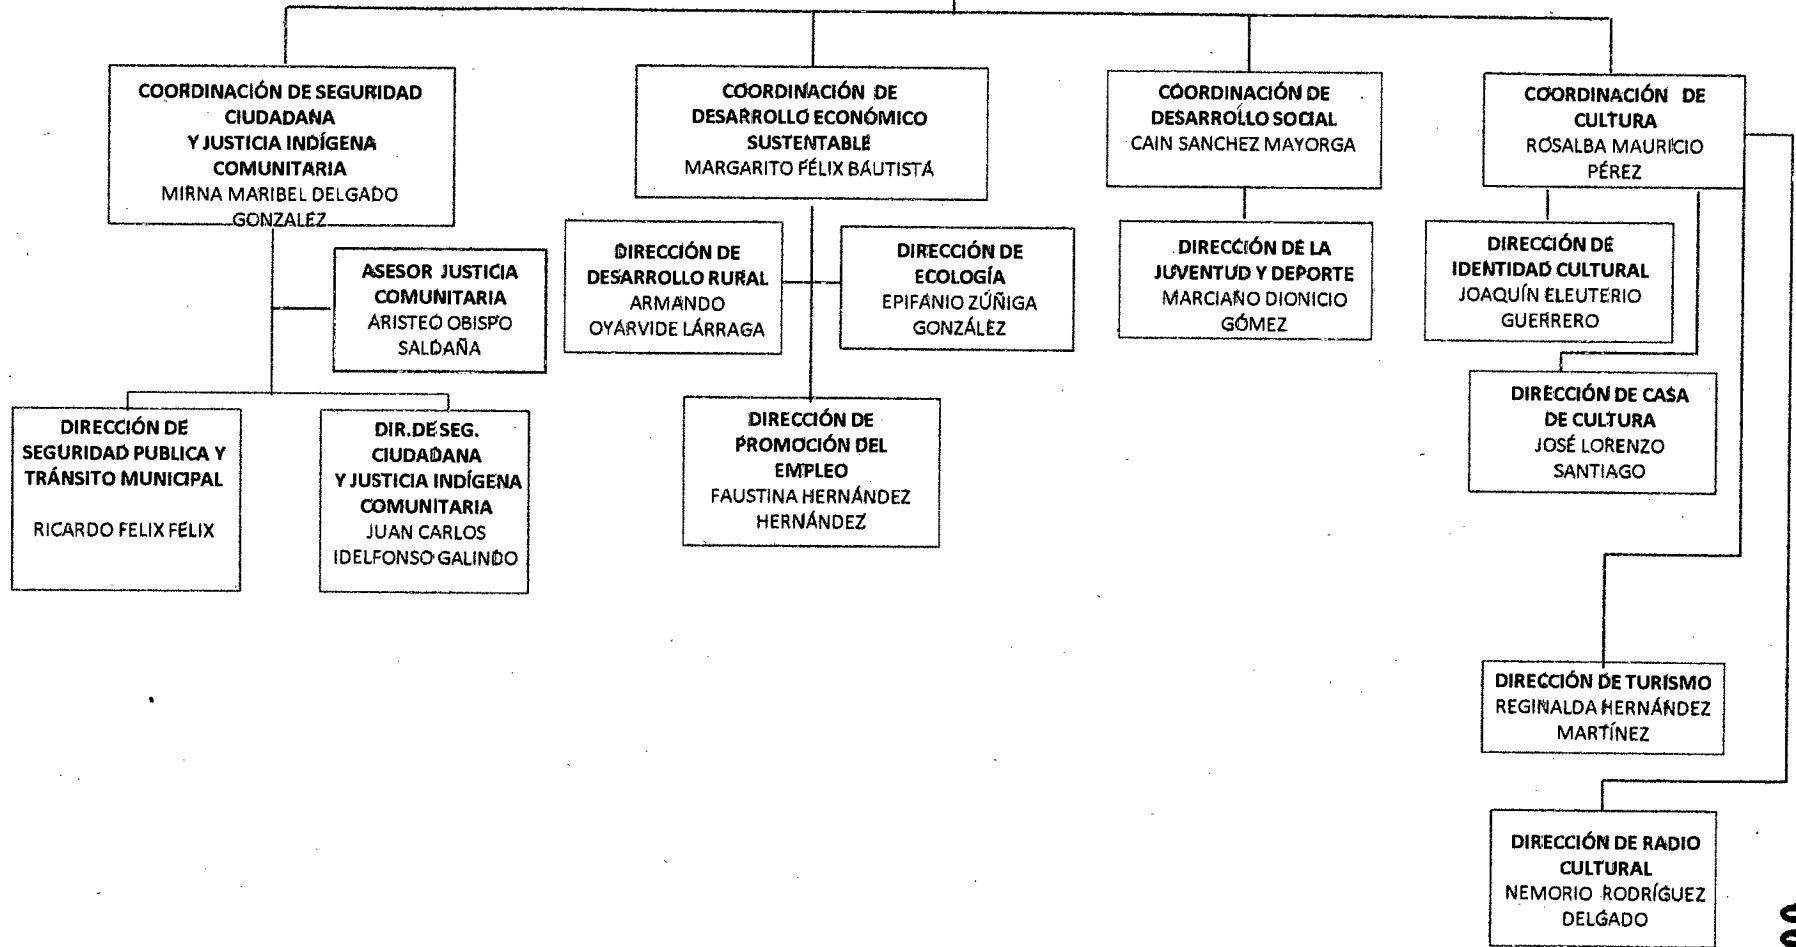 COORDINACIÓN DE SEGURIDAD
CIUDADANA
Y JUSTICIA INDÍGENA
COMUNITARIA
MIRNA MARIBEL DELGADO
GONZALÉZ
COORDINACIÓN DE
DESARROLLO ECONÓMICO
SUSTENTABLE
MARGARITO FÉLIX BAUTISTA
COORDINACIÓN DE
DESARROLLO SOCIAL
CAIN SANCHEZ MAYORGA
COORDINACIÓN DE
CULTURA
ROSALBA MAURICIO
PÉREZ
ASESOR JUSTICIA
COMUNITARIA
ARISTEO OBISPO
SALDAÑA
DIRECCIÓN DE
DESARROLLO RURAL
ARMANDO
OYARVIDE LÁRRAGA
DIRECCIÓN DE
ECOLOGÍA
EPIFANIO ZÚÑIGA
GONZÁLEZ
DIRECCIÓN DE LA
JUVENTUD Y DEPORTE
MARCIANO DIONICIO
GÓMEZ
DIRECCIÓN DE
IDENTIDAD CULTURAL
JOAQUÍN ELEUTERIO
GUERRERO
DIRECCIÓN DE
SEGURIDAD PUBLICA Y
TRÁNSITO MUNICIPAL
RICARDO FELIX FÉLIX
DIR.DE SEG.
CIUDADANA
Y JUSTICIA INDÍGENA
COMUNITARIA
JUAN CARLOS
IDELFONSO GALINDO
DIRECCIÓN DE
PROMOCIÓN DEL
EMPLEO
FAUSTINA HERNÁNDEZ
HERNÁNDEZ
DIRECCIÓN DE CASA
DE CULTURA
JOSÉ LORENZO
SANTIAGO
DIRECCIÓN DE TURISMO
REGINALDA HERNÁNDEZ
MARTÍNEZ
DIRECCIÓN DE RADIO
CULTURAL
NEMORIO RODRÍGUEZ
DELGADO